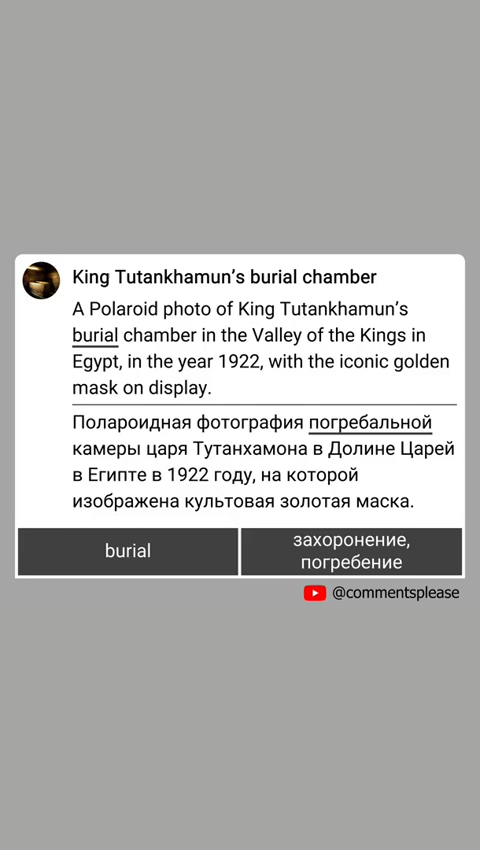 King Tutankhamun’s burial chamber
A Polaroid photo of King Tutankhamun’s
burial chamber in the Valley of the Kings in
Egypt, in the year 1922, with the iconic golden
mask on display.
Полароидная фотография погребальной
камеры царя Тутанхамона в Долине Царей
в Египте в 1922 году, на которой
изображена культовая золотая маска.
burial
захоронение,
погребение
@commentsplease